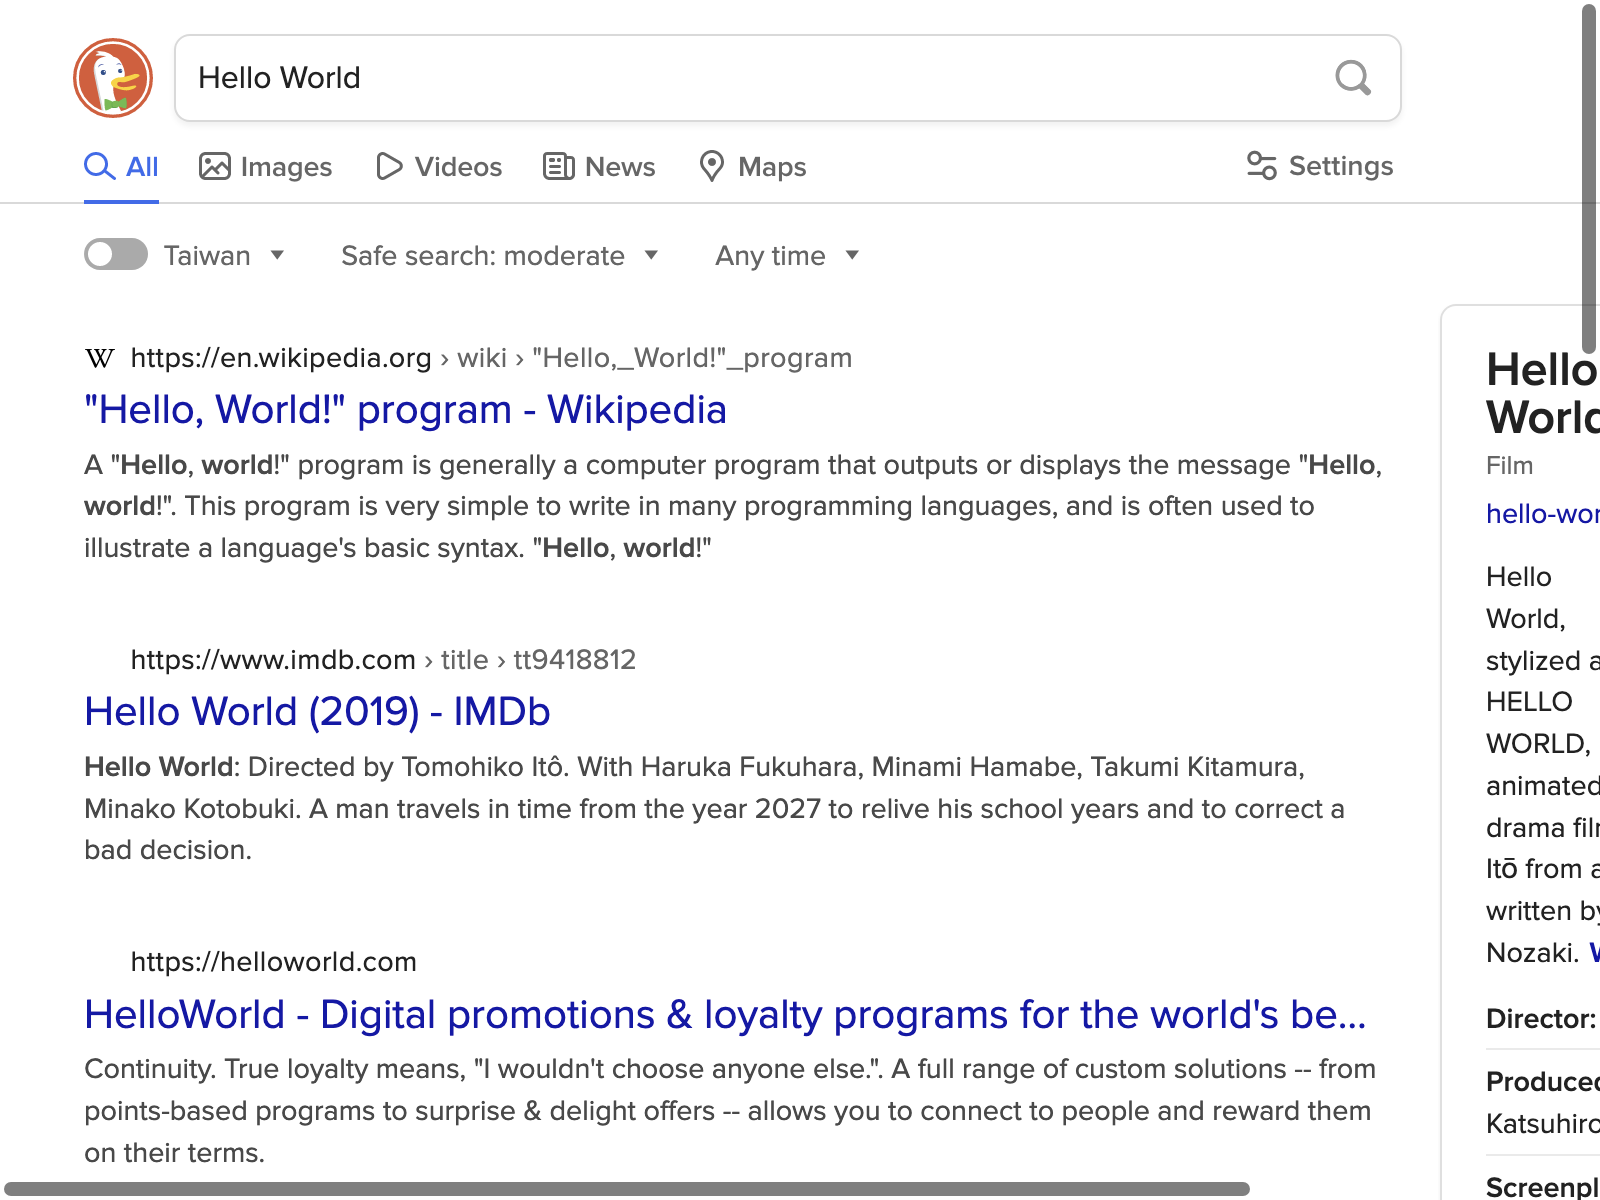 Hello World
All
Images
Videos
News
Maps
Settings
Taiwan
Safe search: moderate
Any time
W https://en.wikipedia.org › wiki › "Hello,_World!"_program
"Hello, World!" program - Wikipedia
A "Hello, world!" program is generally a computer program that outputs or displays the message "Hello,
world!". This program is very simple to write in many programming languages, and is often used to
illustrate a language's basic syntax. "Hello, world!"
https://www.imdb.com › title › tt9418812
Hello World (2019) - IMDb
Hello World: Directed by Tomohiko Itô. With Haruka Fukuhara, Minami Hamabe, Takumi Kitamura,
Minako Kotobuki. A man travels in time from the year 2027 to relive his school years and to correct a
bad decision.
https://helloworld.com
HelloWorld - Digital promotions & loyalty programs for the world's be...
Continuity. True loyalty means, "I wouldn't choose anyone else.". A full range of custom solutions -- from
points-based programs to surprise & delight offers -- allows you to connect to people and reward them
on their terms.
Hello
World
Film
hello-wor
Hello
World,
stylized a
HELLO
WORLD,
animated
drama fil
Itō from a
written by
Nozaki.
Director:
Produced
Katsuhiro
Screenpl